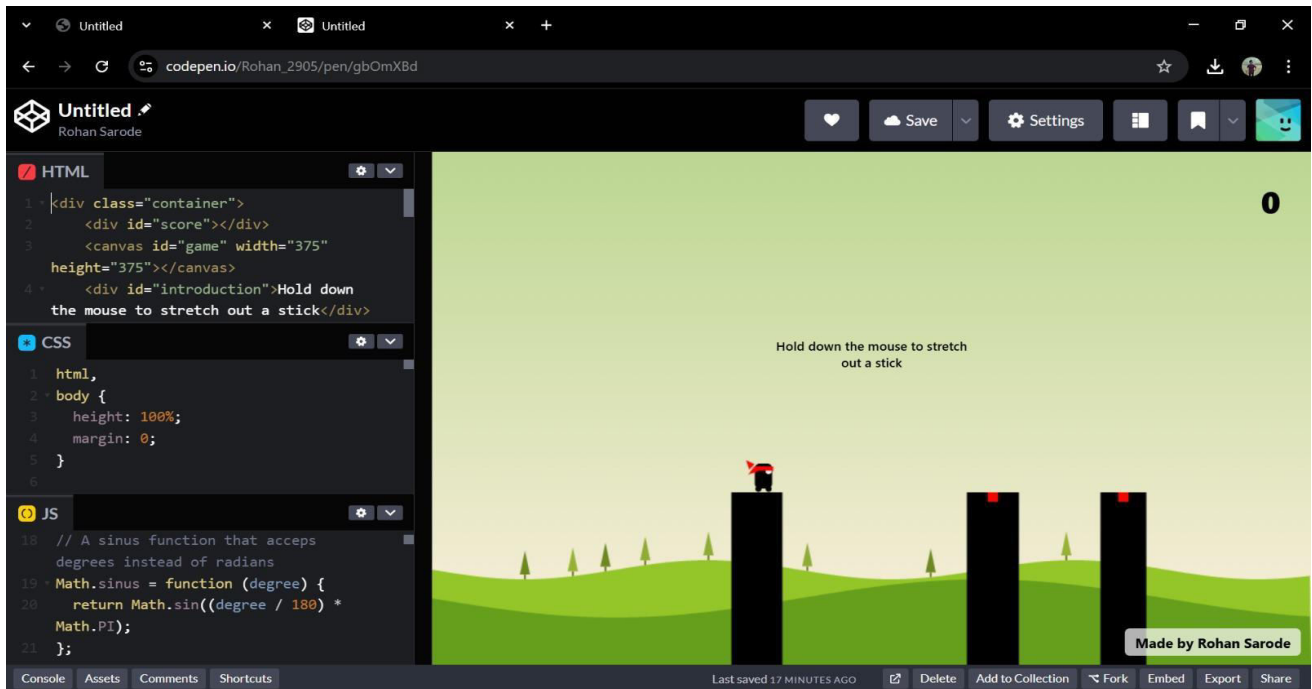 Untitled
Untitled
codepen.io/Rohan_2905/pen/gbOmXBd
Untitled
Rohan Sarode
Save
Settings
HTML
1 <div class="container">
2 <div id="score"></div>
3 <canvas id="game" width="375"
height="375"></canvas>
4 <div id="introduction">Hold down
the mouse to stretch out a stick</div>
CSS
1 html,
2 body {
3 height: 100%;
4 margin: 0;
5 }
6
JS
18 // A sinus function that acceps
degrees instead of radians
19 Math.sinus = function (degree) {
20 return Math.sin((degree / 180) *
Math.PI);
21 };
0
Hold down the mouse to stretch
out a stick
Made by Rohan Sarode
Console Assets Comments Shortcuts Last saved 17 MINUTES AGO Delete Add to Collection Fork Embed Export Share